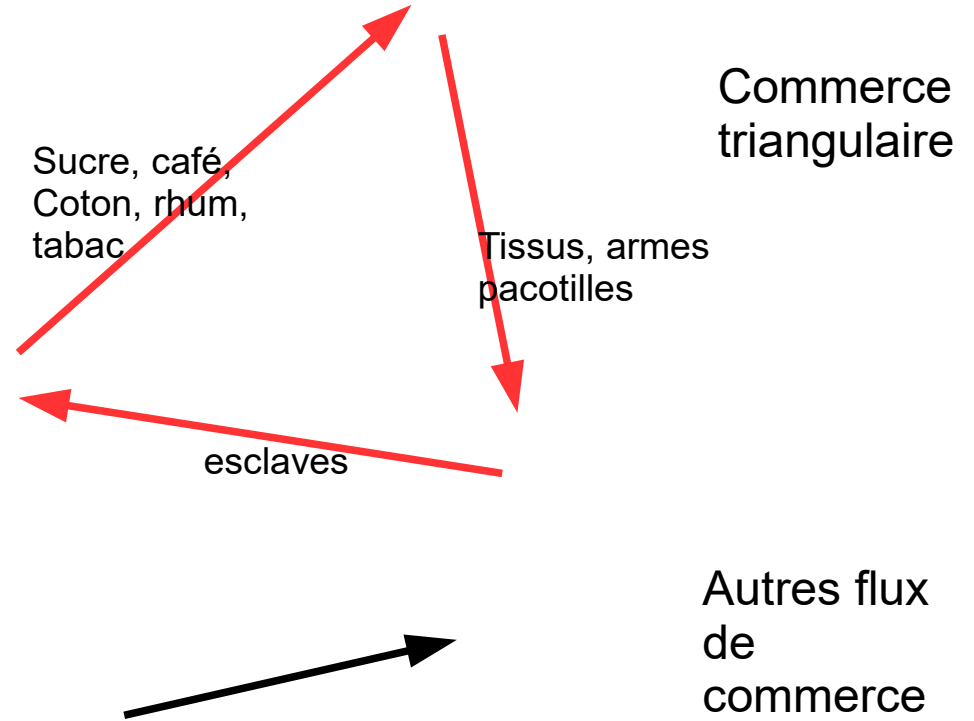 Commerce
triangulaire
Sucre, café,
Coton, rhum,
tabac
Tissus, armes
pacotilles
esclaves
Autres flux
de
commerce